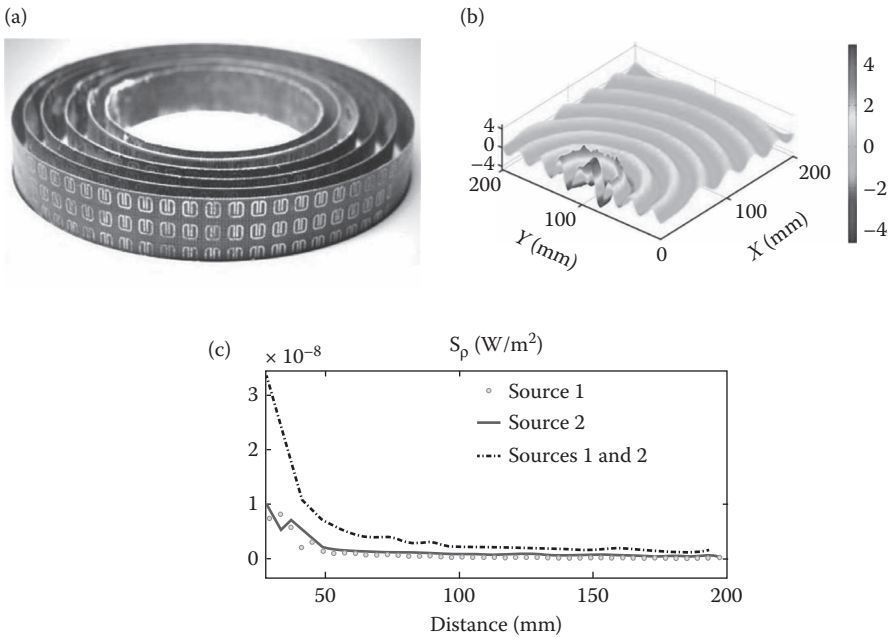 (a)
(b)
4
0
−4
200
100
0
Y (mm)
X (mm)
100
200
4
2
0
−2
−4
(c)
× 10⁻⁸
Sρ (W/m²)
3
2
1
0
Source 1
Source 2
Sources 1 and 2
50
100
150
200
Distance (mm)